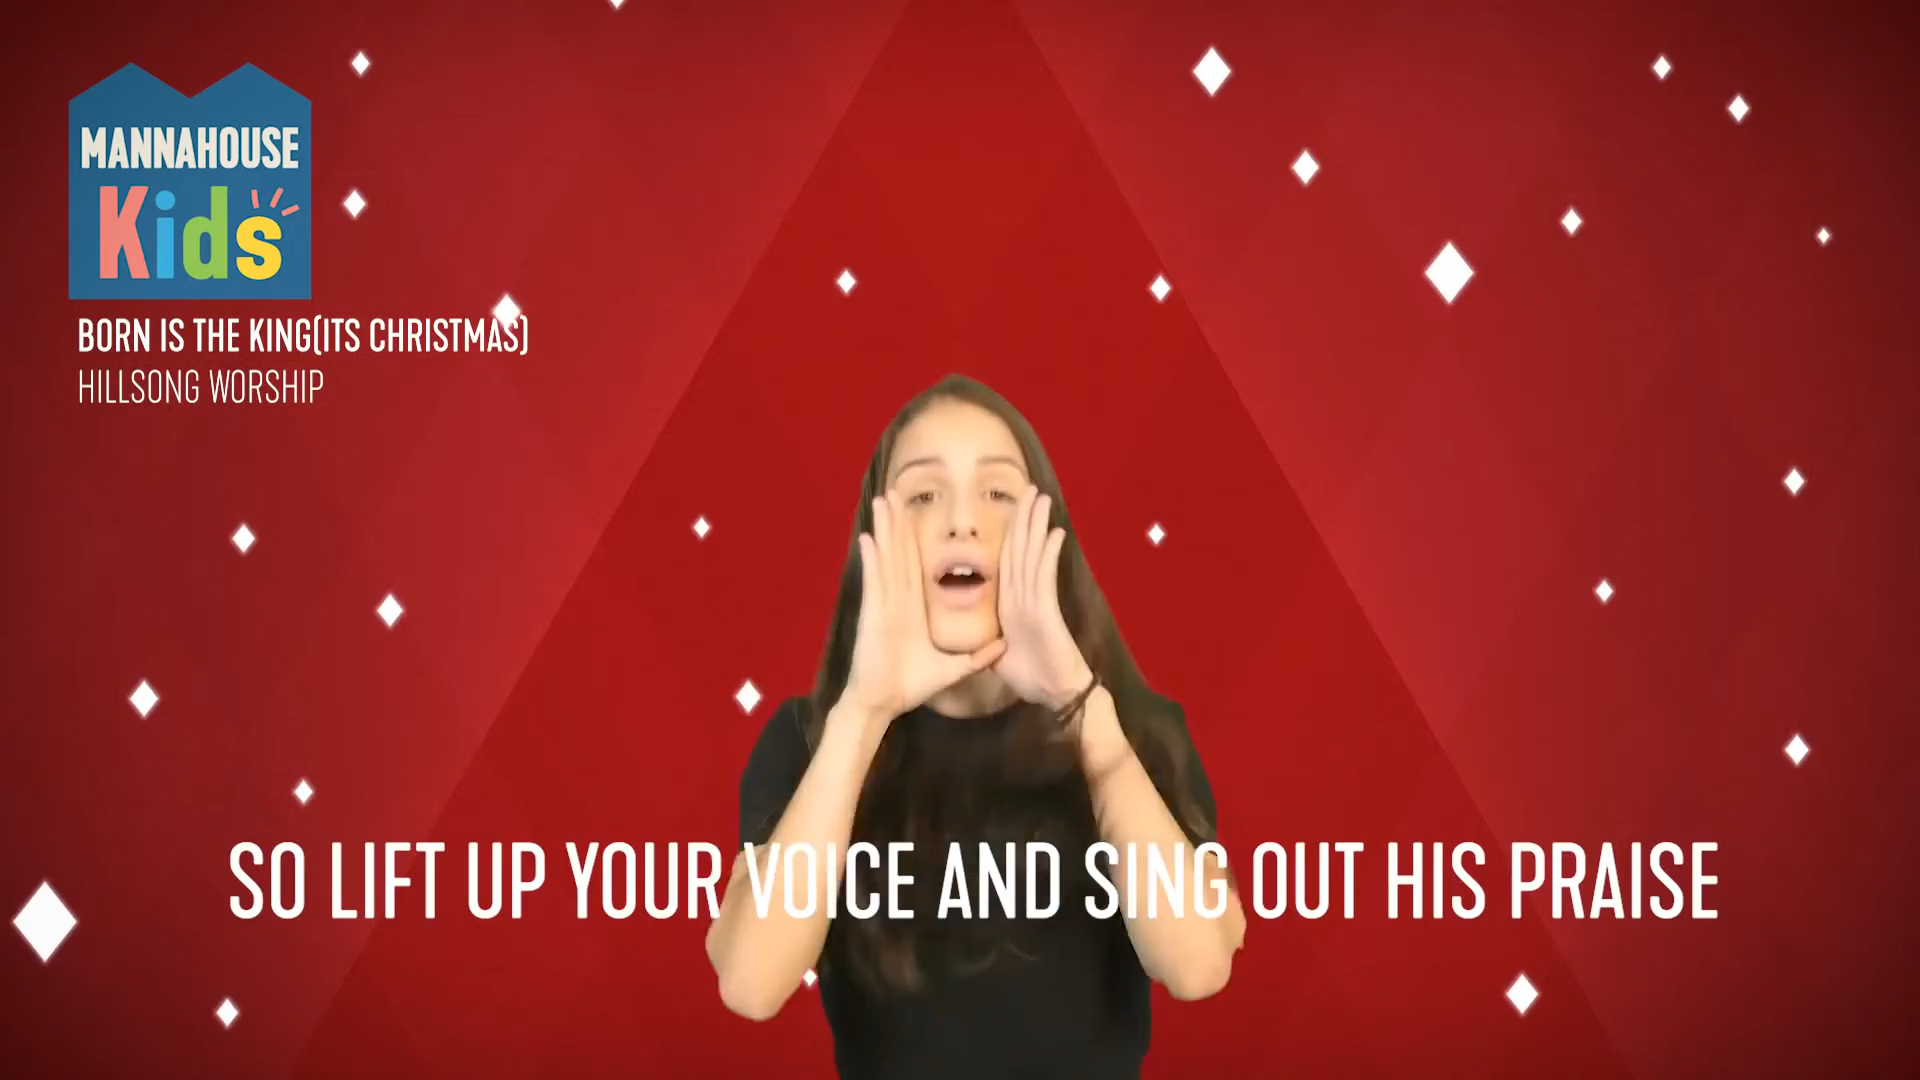 MANNAHOUSE
Kids
BORN IS THE KING(ITS CHRISTMAS)
HILLSONG WORSHIP
SO LIFT UP YOUR VOICE AND SING OUT HIS PRAISE